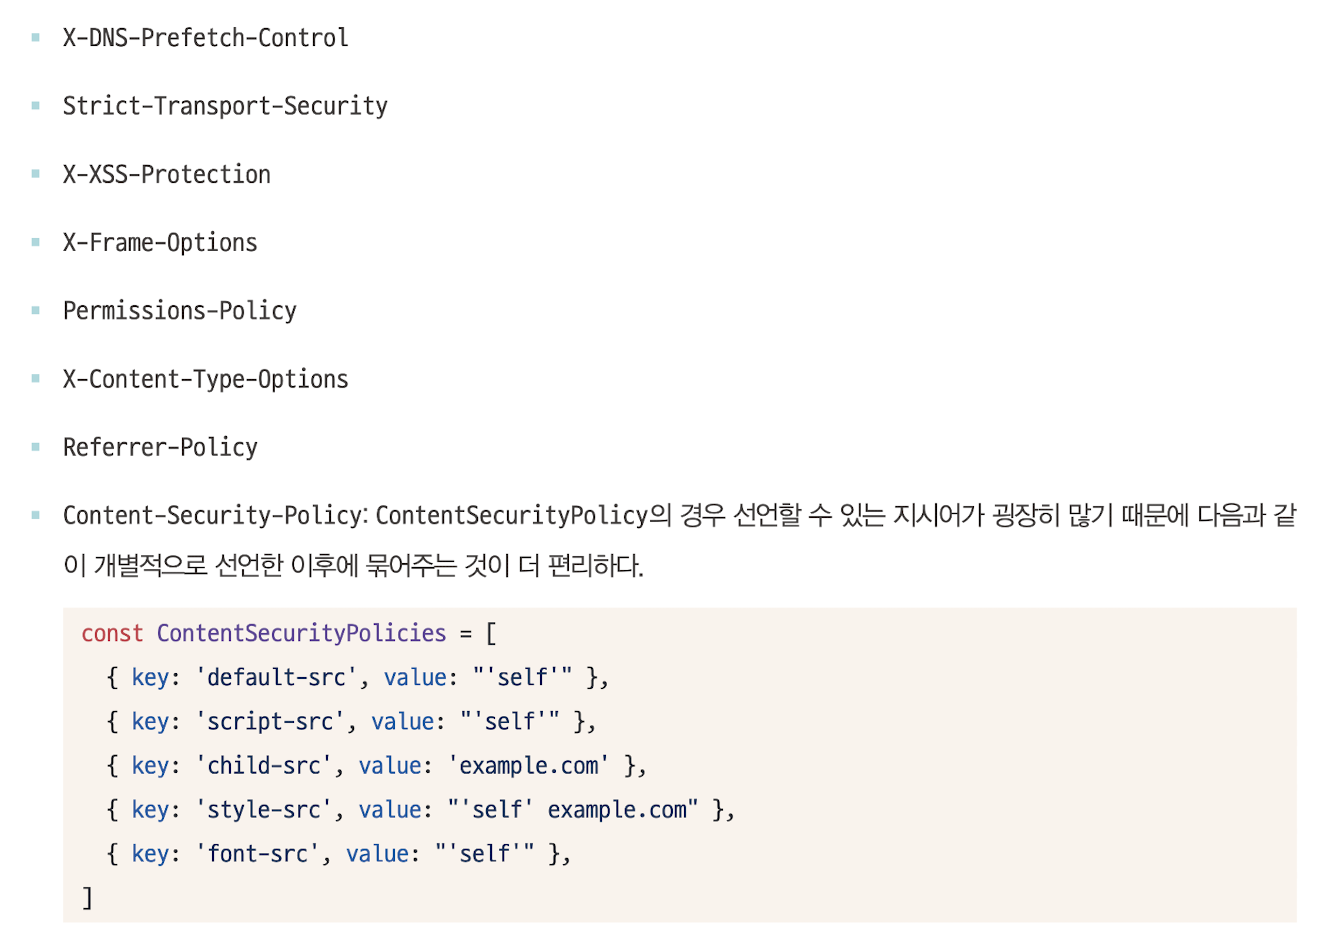 X-DNS-Prefetch-Control
Strict-Transport-Security
X-XSS-Protection
X-Frame-Options
Permissions-Policy
X-Content-Type-Options
Referrer-Policy
Content-Security-Policy: ContentSecurityPolicy의 경우 선언할 수 있는 지시어가 굉장히 많기 때문에 다음과 같
이 개별적으로 선언한 이후에 묶어주는 것이 더 편리하다.
const ContentSecurityPolicies = [
  { key: 'default-src', value: "'self'" },
  { key: 'script-src', value: "'self'" },
  { key: 'child-src', value: 'example.com' },
  { key: 'style-src', value: "'self' example.com" },
  { key: 'font-src', value: "'self'" },
]